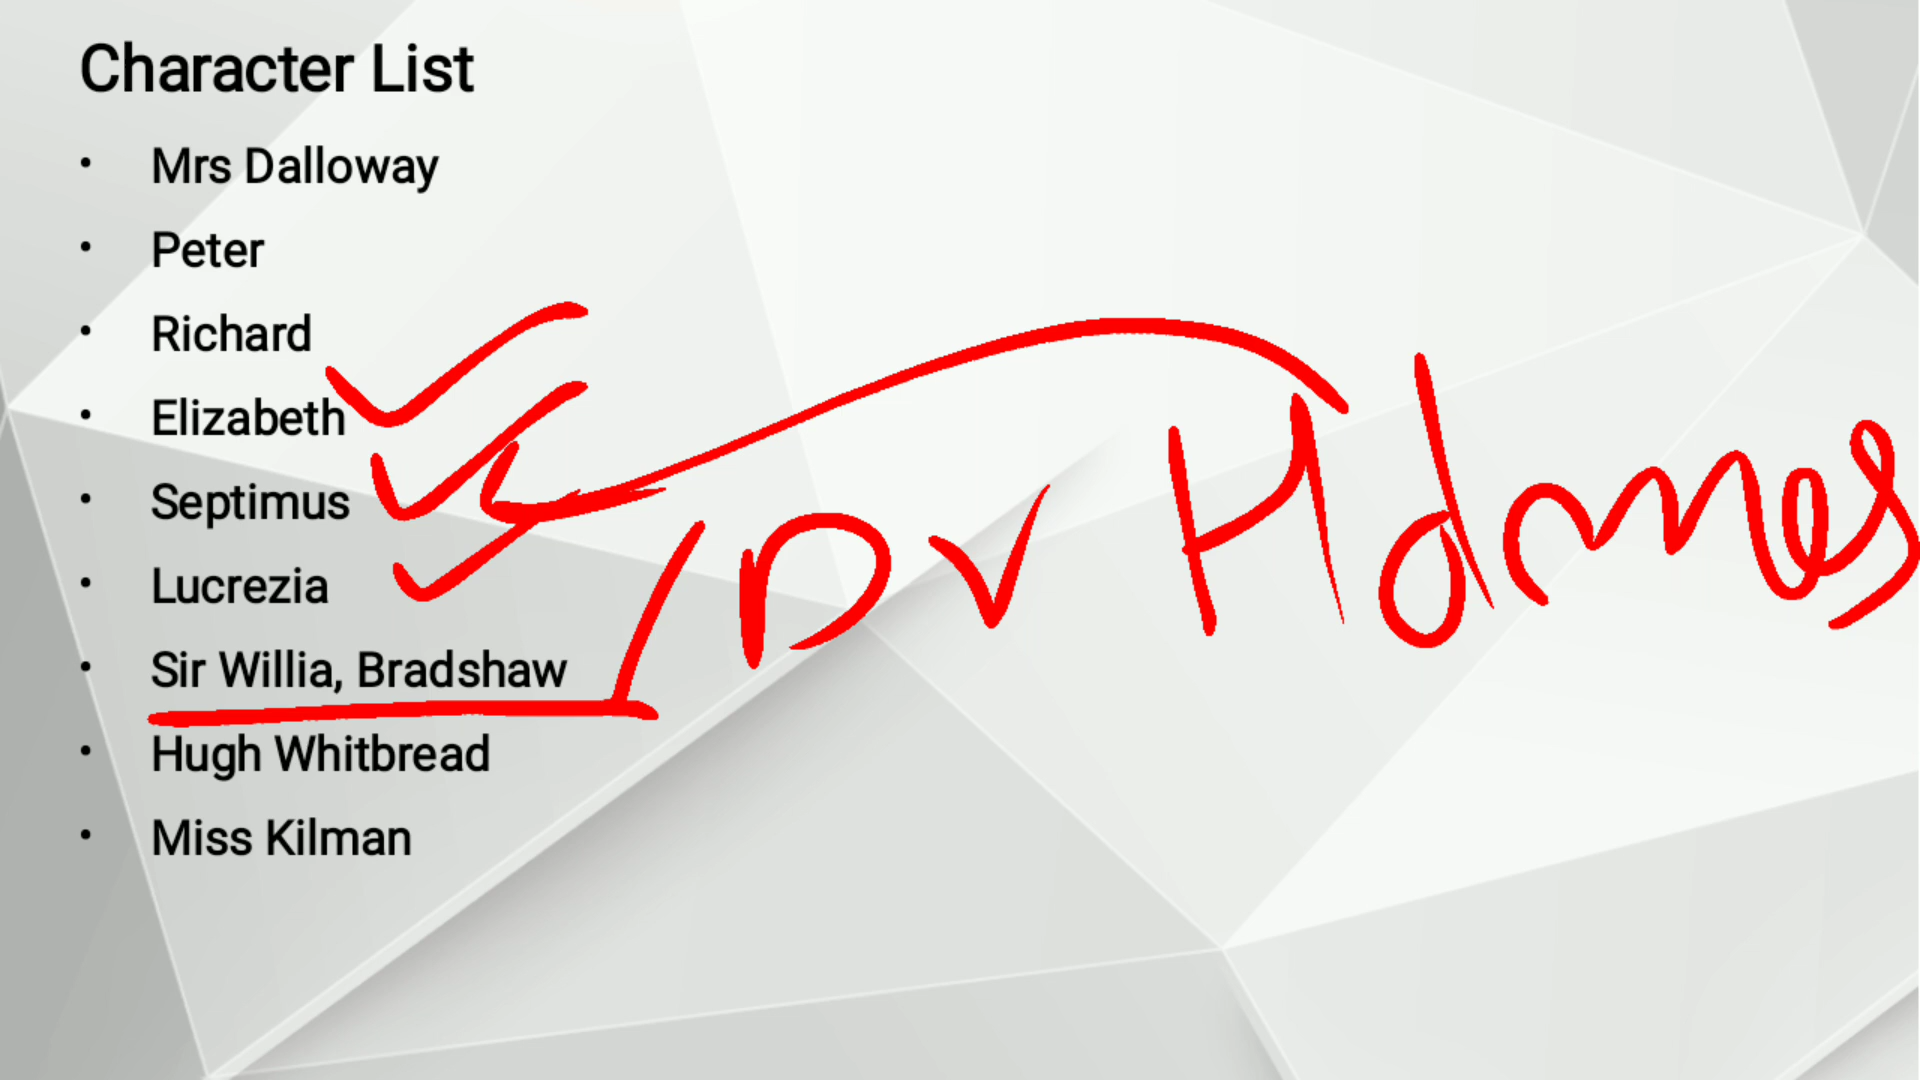 Character List
• Mrs Dalloway
• Peter
• Richard
• Elizabeth
• Septimus
• Lucrezia
Dr Holmes
• Sir Willia, Bradshaw
• Hugh Whitbread
• Miss Kilman